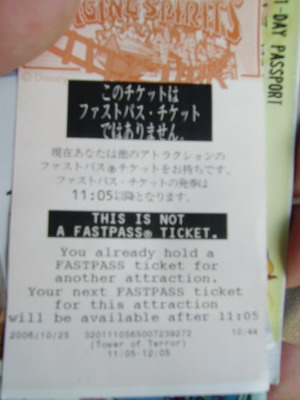 RAGING SPIRITS
1-DAY PASSPORT
© Disney
このチケットは
ファストパス・チケット
ではありません。
現在あなたは他のアトラクションの
ファストパス®チケットをお持ちです。
ファストパス・チケットの発券は
11:05以降となります。
THIS IS NOT
A FASTPASS® TICKET.
You already hold a
FASTPASS ticket for
another attraction.
Your next FASTPASS ticket
for this attraction
will be available after 11:05
2006/10/25 3201110565007239272 10:44
(Tower of Terror)
11:05-12:05